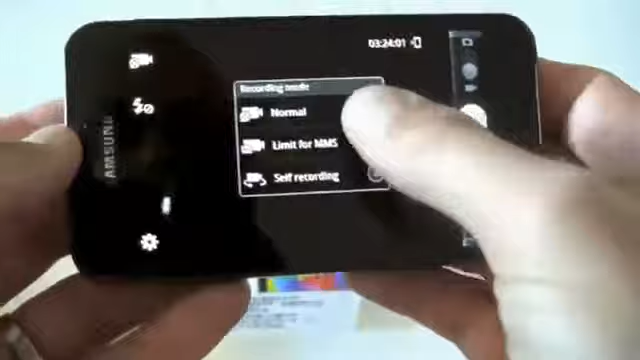 03:24:01
Recording mode
Normal
Limit for MMS
Self recording
SAMSUNG